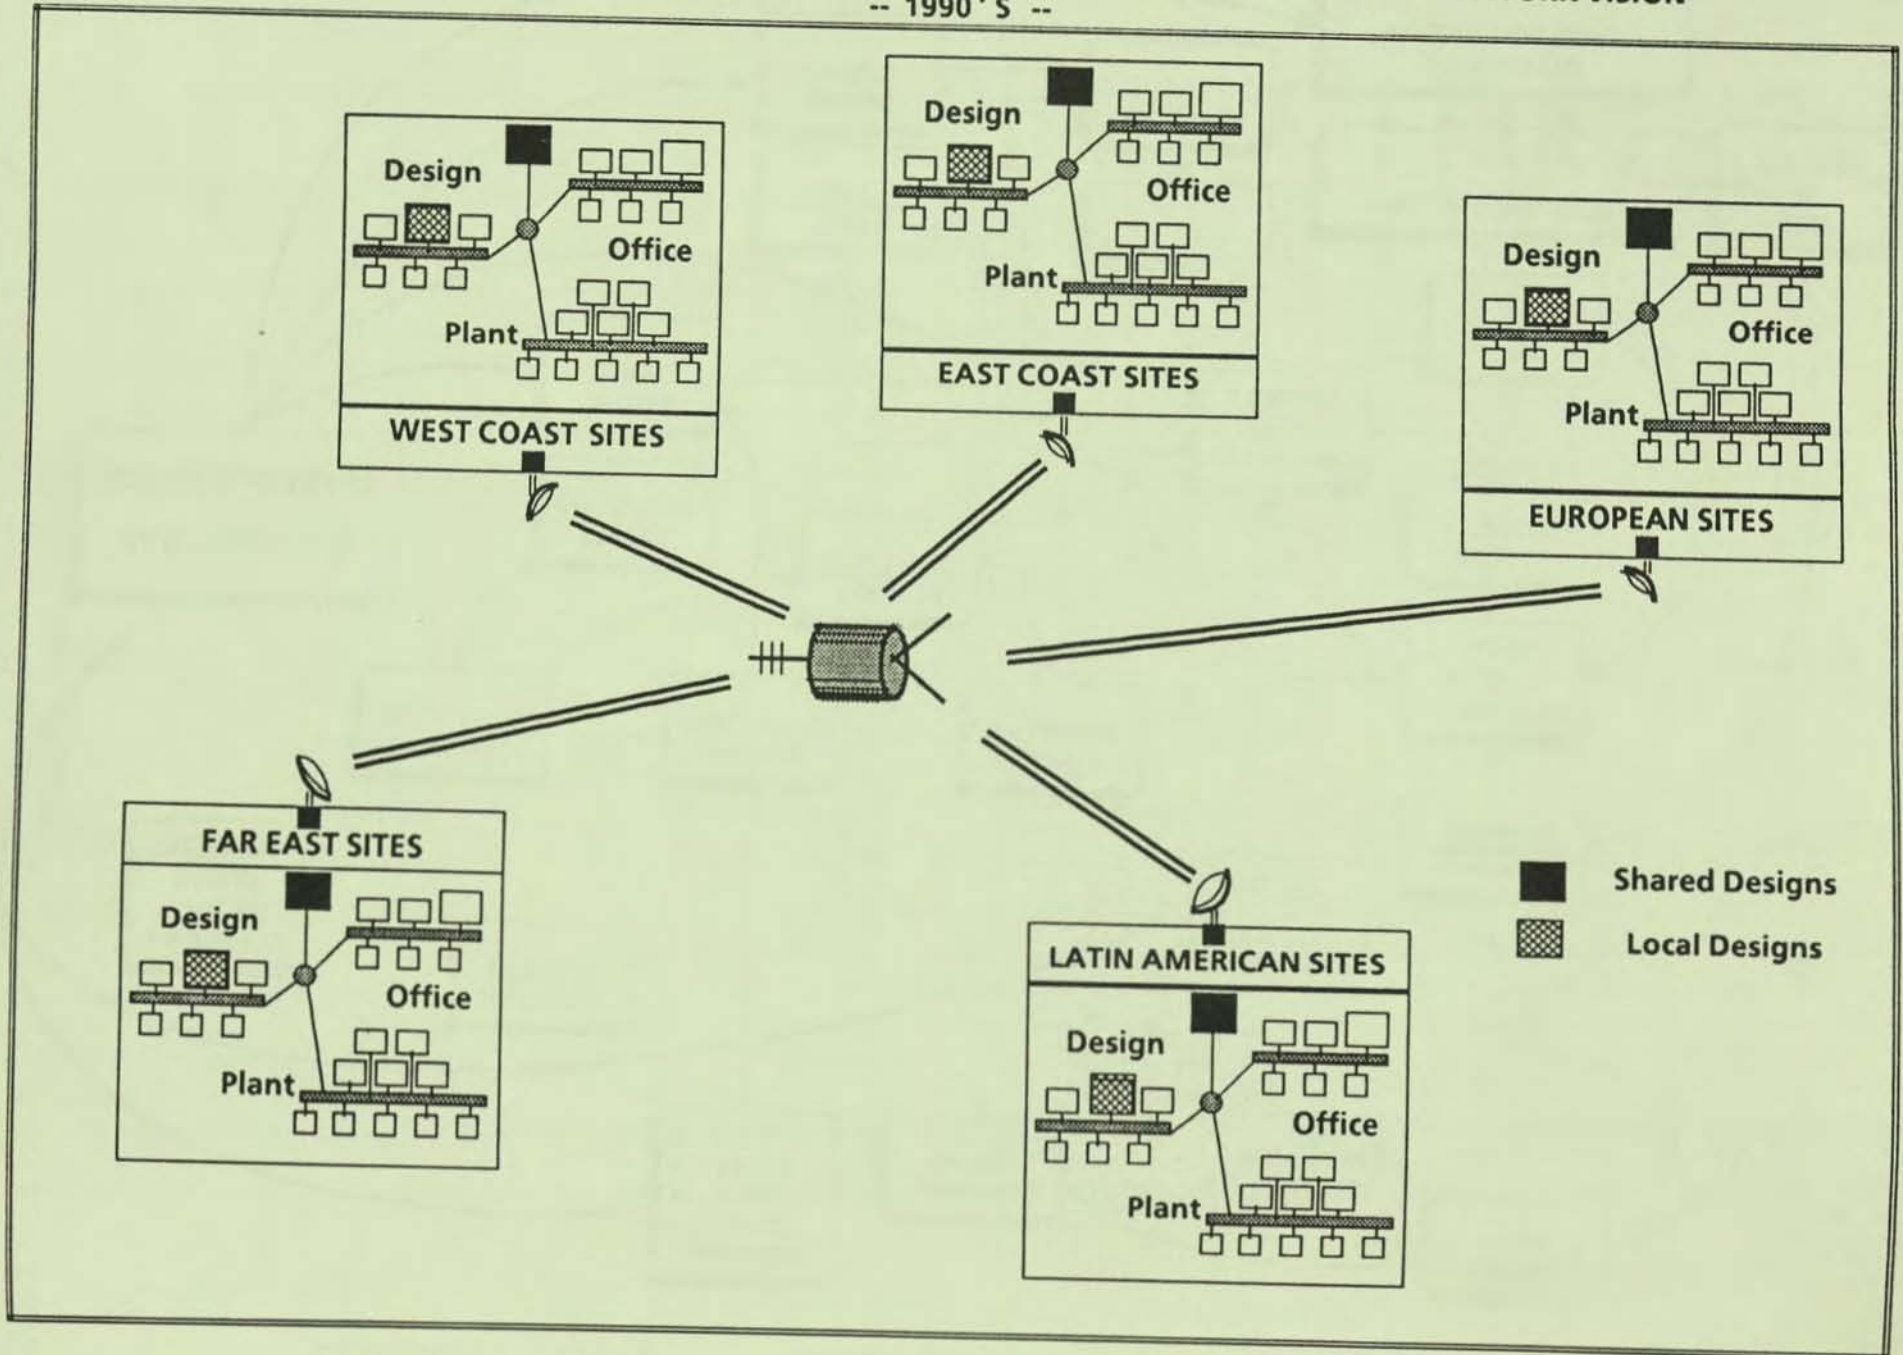 -- 1990'S --
VISION
Design
Office
Plant
WEST COAST SITES
Design
Office
Plant
EAST COAST SITES
Design
Office
Plant
EUROPEAN SITES
FAR EAST SITES
Design
Office
Plant
LATIN AMERICAN SITES
Design
Office
Plant
Shared Designs
Local Designs